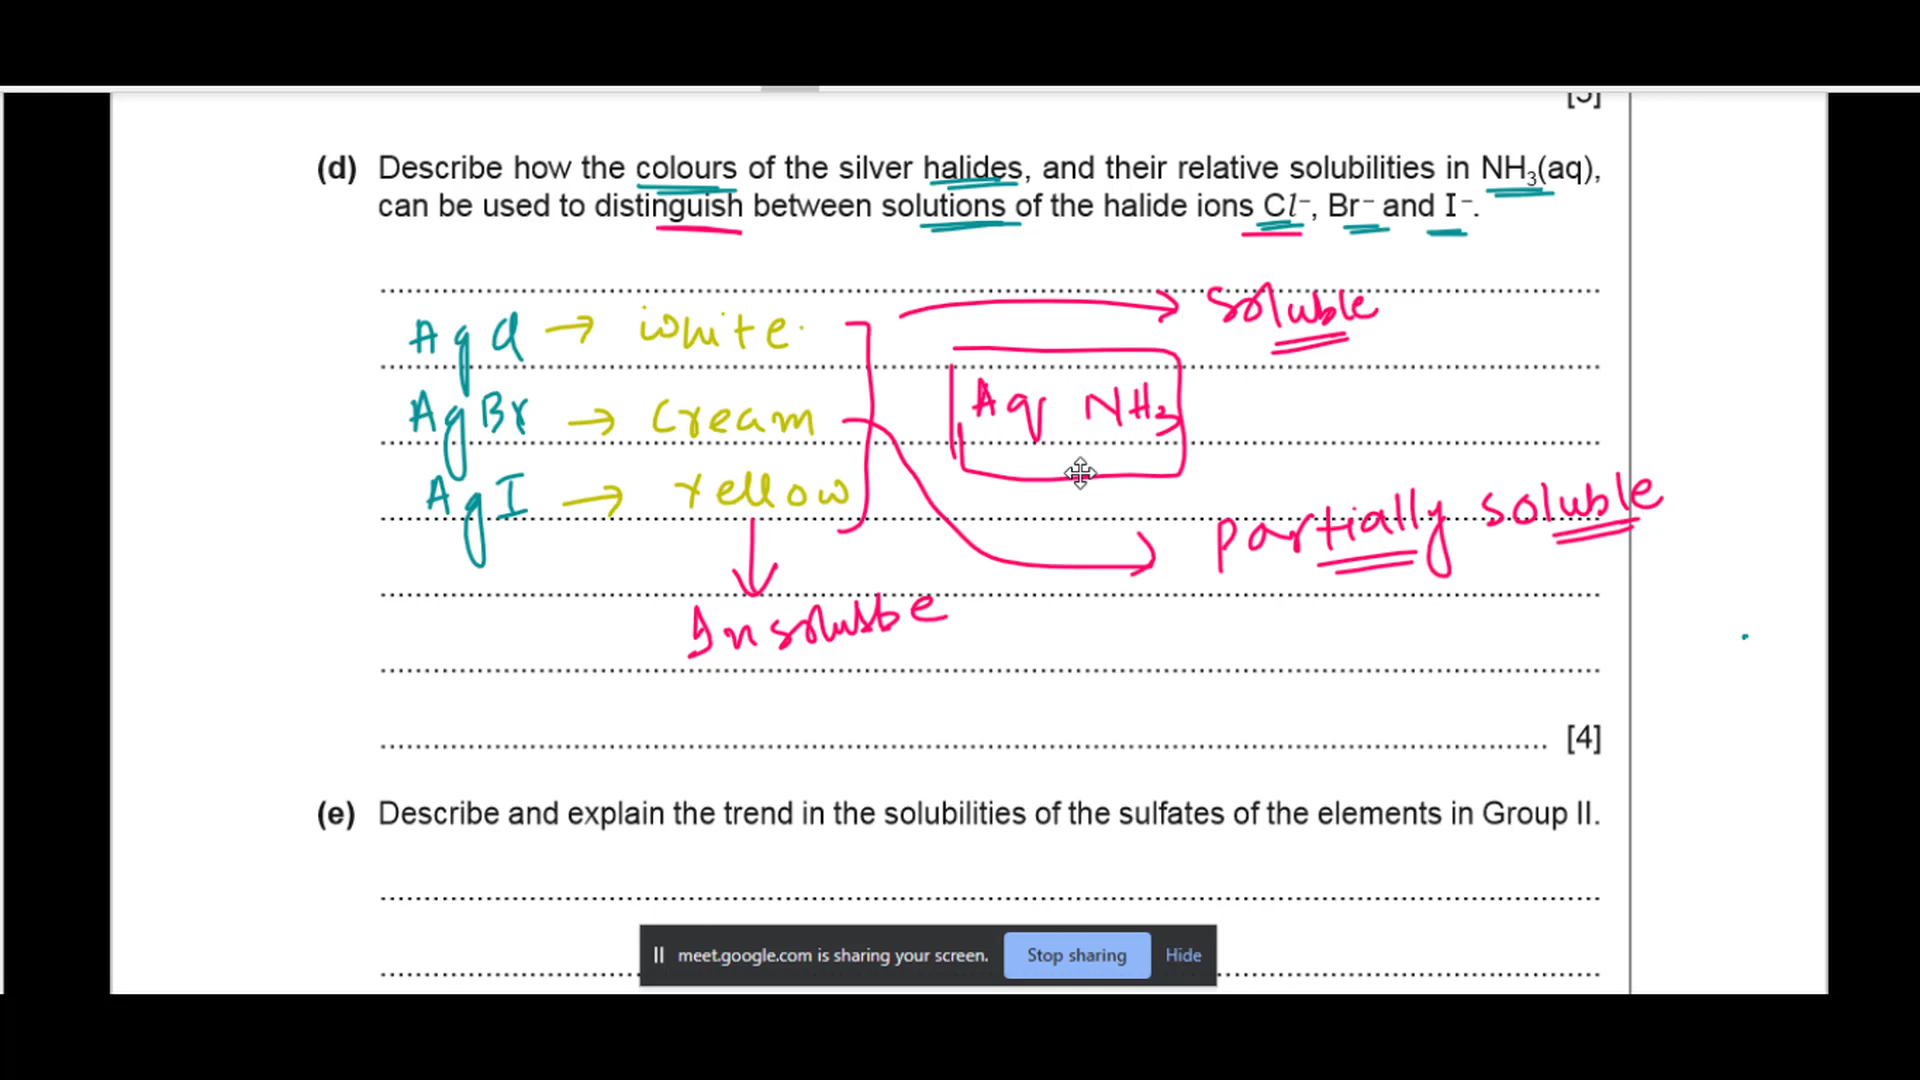 [5]
(d) Describe how the colours of the silver halides, and their relative solubilities in NH₃(aq),
can be used to distinguish between solutions of the halide ions Cl⁻, Br⁻ and I⁻.
AgCl → white. soluble
AgBr → cream Aq NH₃
AgI → Yellow partially soluble
Insolubbe
[4]
(e) Describe and explain the trend in the solubilities of the sulfates of the elements in Group II.
meet.google.com is sharing your screen. Stop sharing Hide